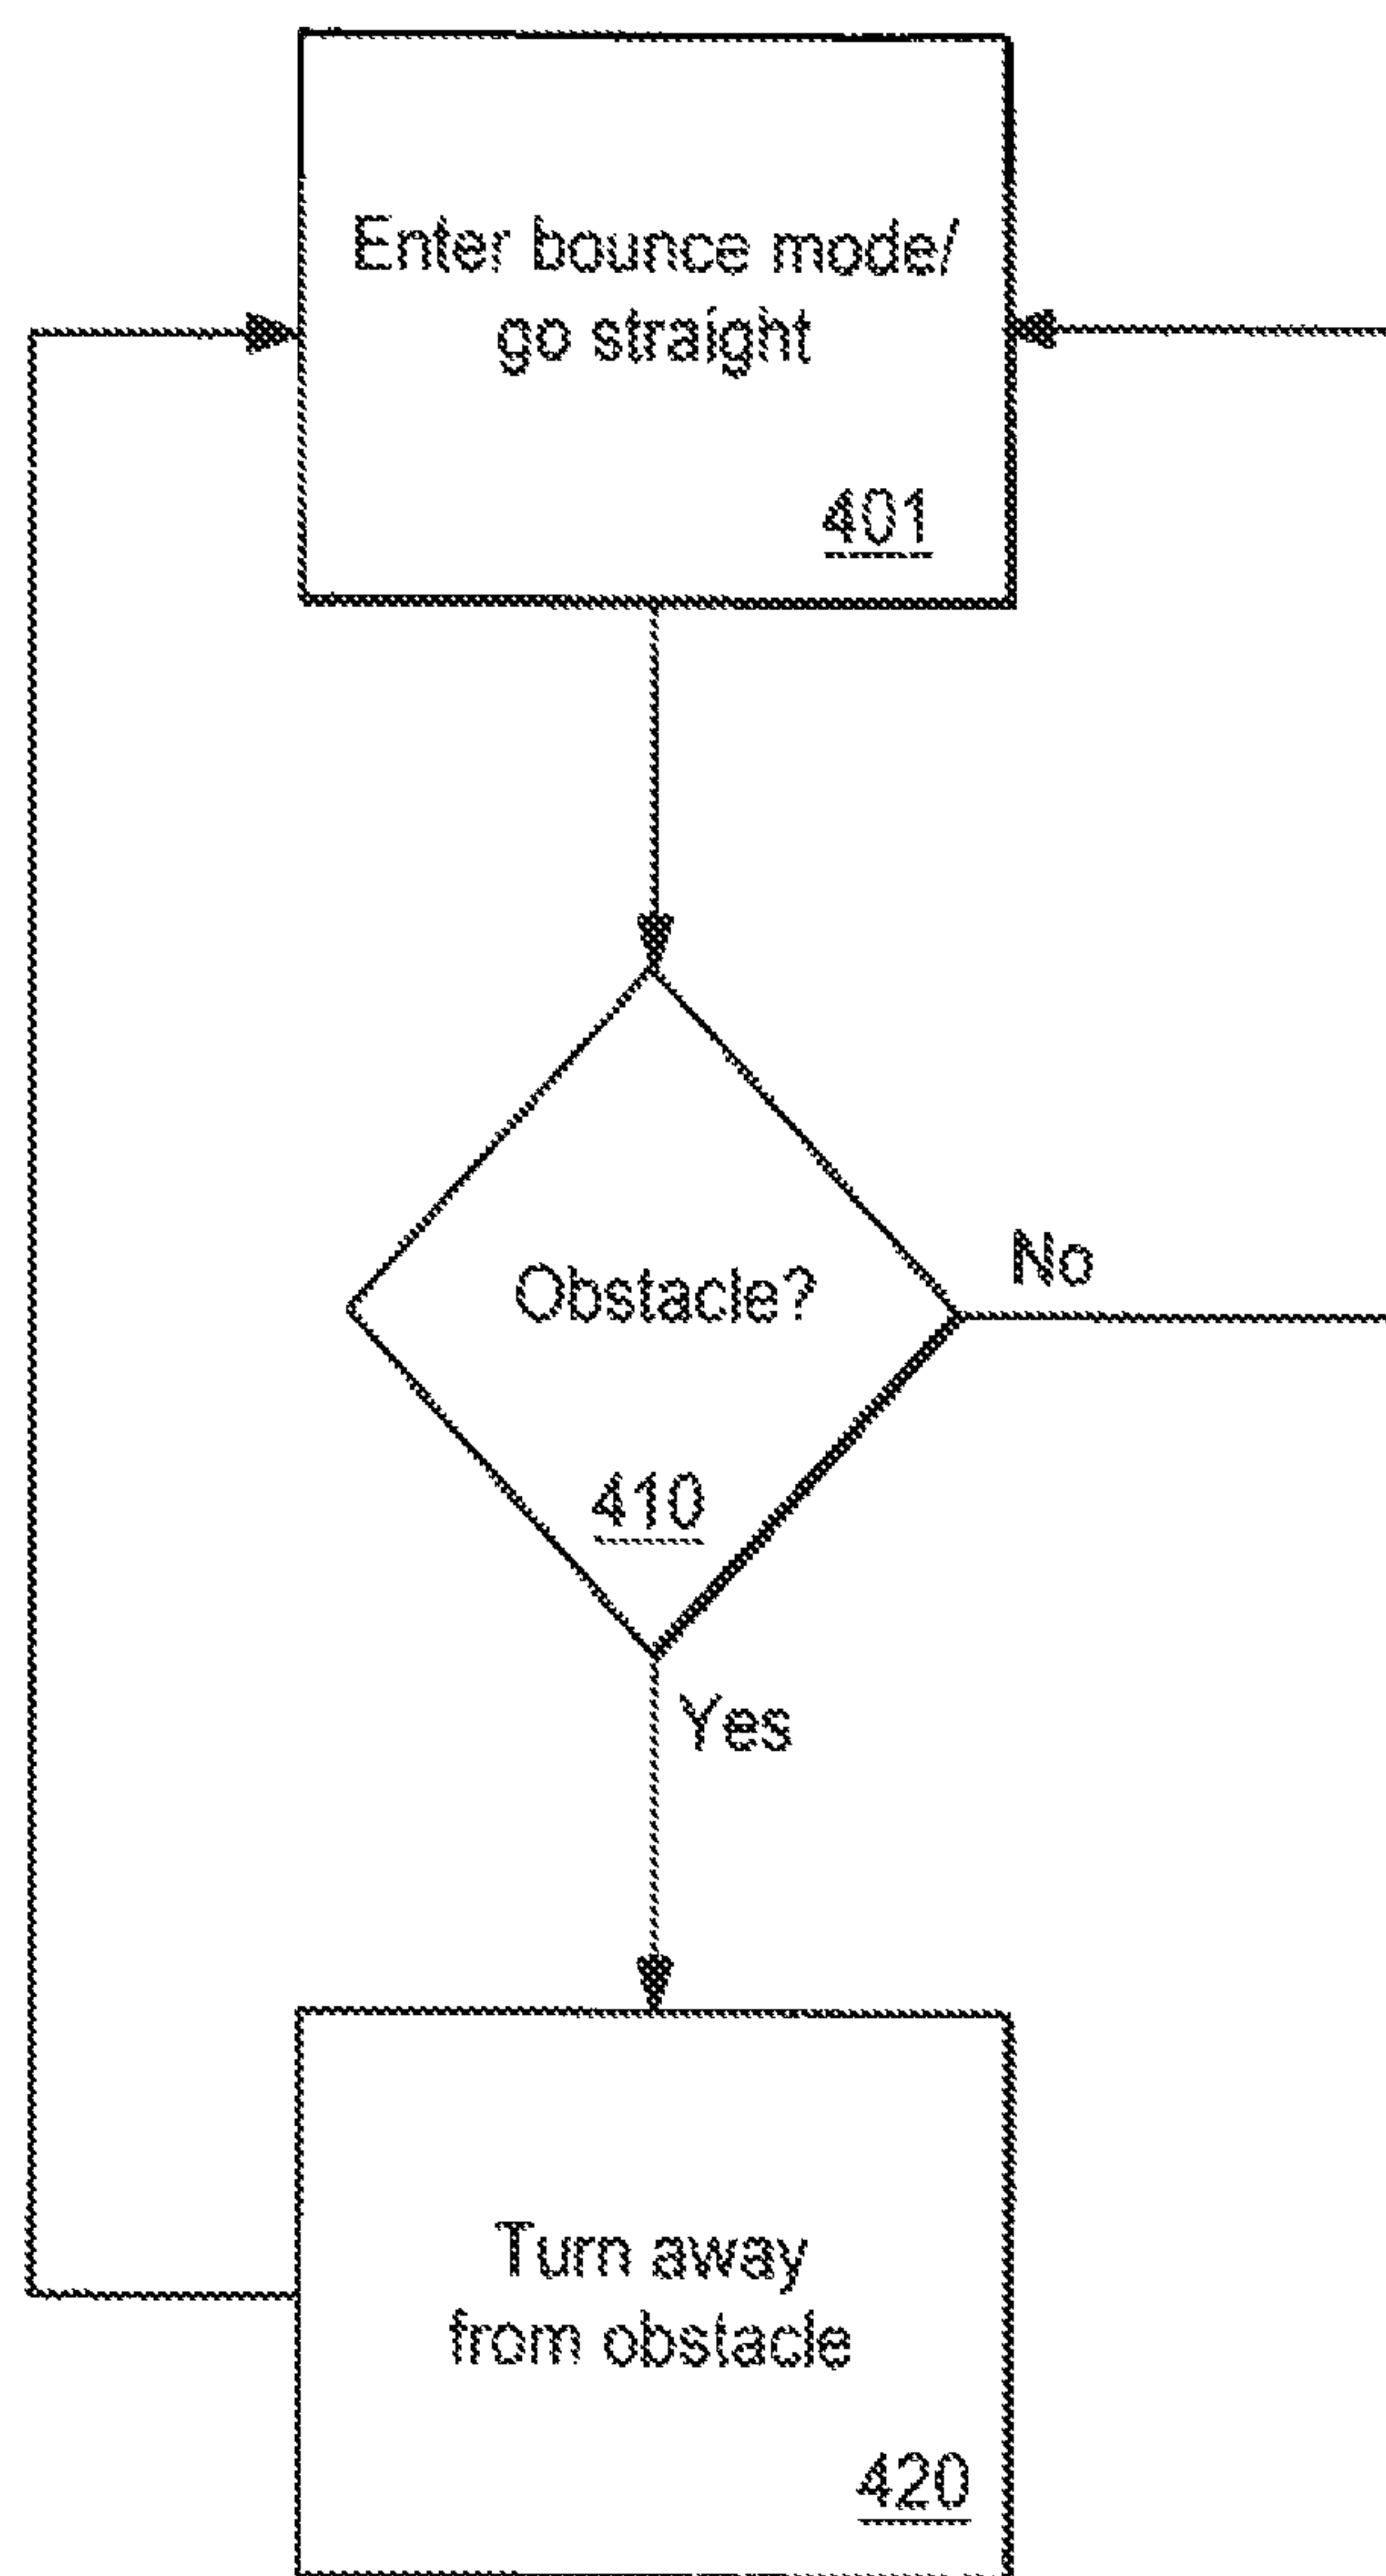 Enter bounce mode/
go straight
401
Obstacle?
No
410
Yes
Turn away
from obstacle
420